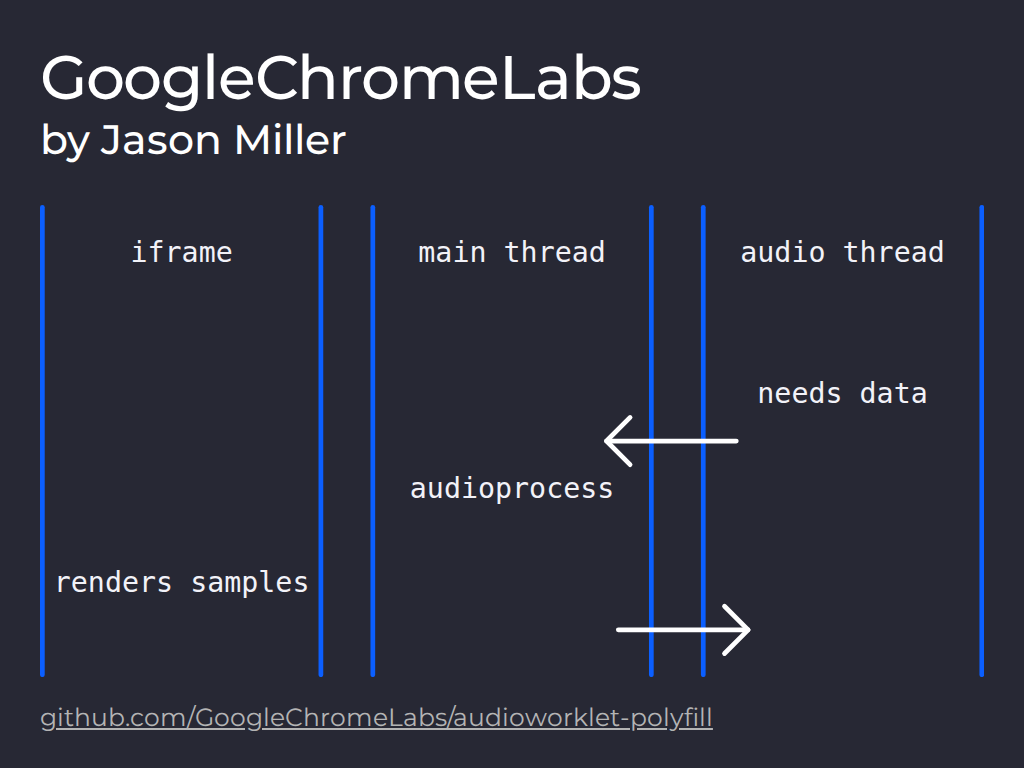 GoogleChromeLabs
by Jason Miller
iframe
main thread
audio thread
needs data
audioprocess
renders samples
github.com/GoogleChromeLabs/audioworklet-polyfill